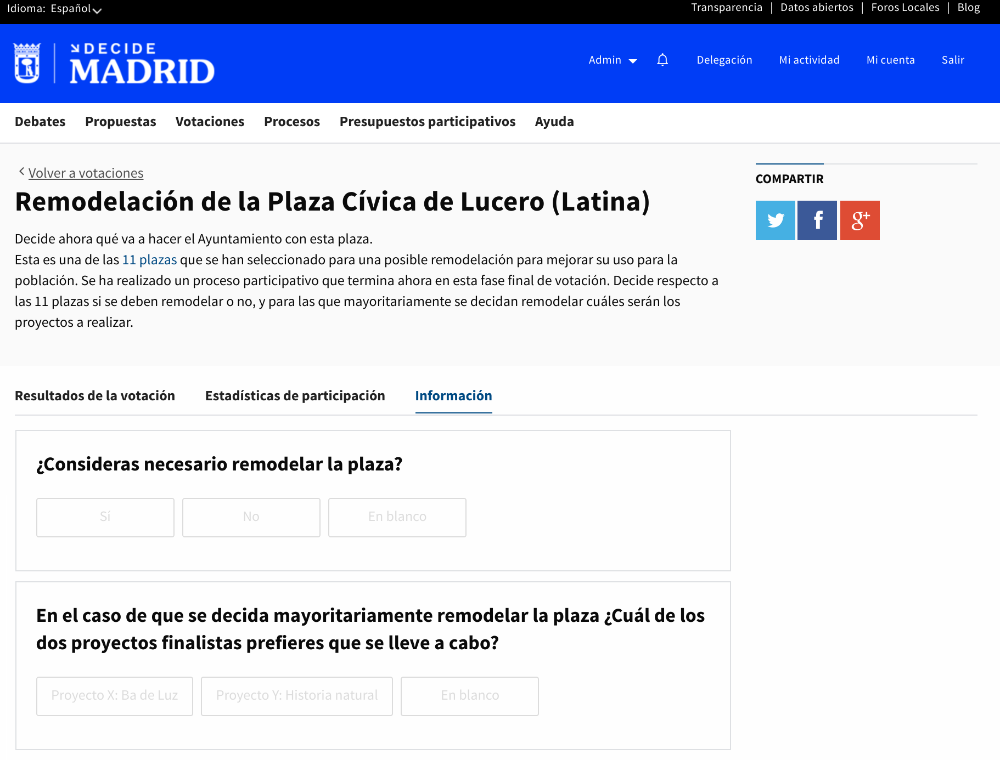 Idioma: Español
Transparencia | Datos abiertos | Foros Locales | Blog
DECIDE
MADRID
Admin Delegación Mi actividad Mi cuenta Salir
Debates Propuestas Votaciones Procesos Presupuestos participativos Ayuda
Volver a votaciones
Remodelación de la Plaza Cívica de Lucero (Latina)
Decide ahora qué va a hacer el Ayuntamiento con esta plaza.
Esta es una de las 11 plazas que se han seleccionado para una posible remodelación para mejorar su uso para la
población. Se ha realizado un proceso participativo que termina ahora en esta fase final de votación. Decide respecto a
las 11 plazas si se deben remodelar o no, y para las que mayoritariamente se decidan remodelar cuáles serán los
proyectos a realizar.
COMPARTIR
f g+
Resultados de la votación Estadísticas de participación Información
¿Consideras necesario remodelar la plaza?
Sí No En blanco
En el caso de que se decida mayoritariamente remodelar la plaza ¿Cuál de los
dos proyectos finalistas prefieres que se lleve a cabo?
Proyecto X: Ba de Luz Proyecto Y: Historia natural En blanco